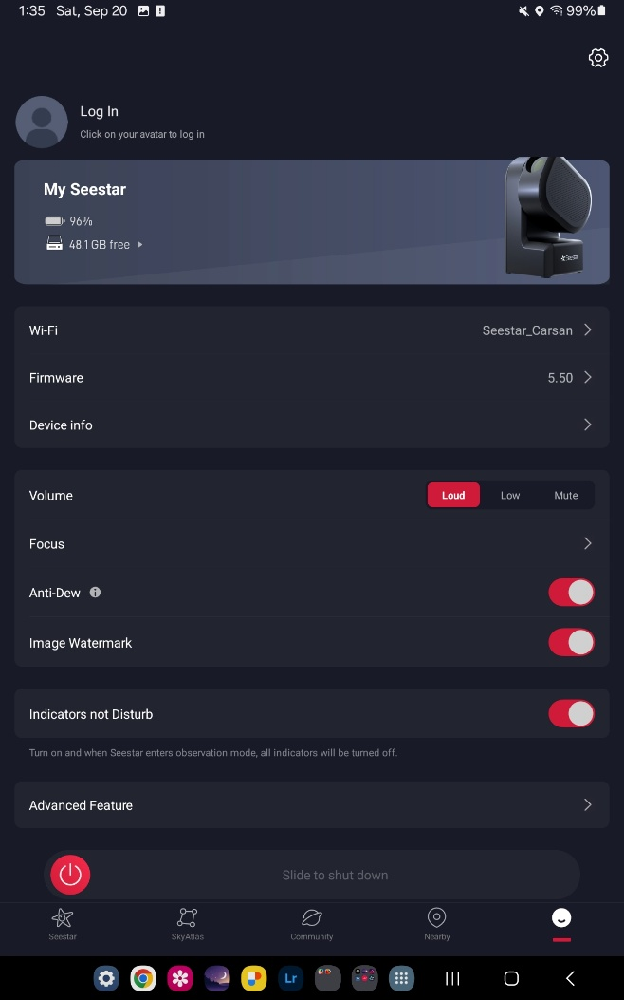 1:35 Sat, Sep 20 99%
Log In
Click on your avatar to log in
My Seestar
96%
48.1 GB free
Seestar
Wi-Fi Seestar_Carsan
Firmware 5.50
Device info
Volume Loud Low Mute
Focus
Anti-Dew
Image Watermark
Indicators not Disturb
Turn on and when Seestar enters observation mode, all indicators will be turned off.
Advanced Feature
Slide to shut down
Seestar SkyAtlas Community Nearby
Lr